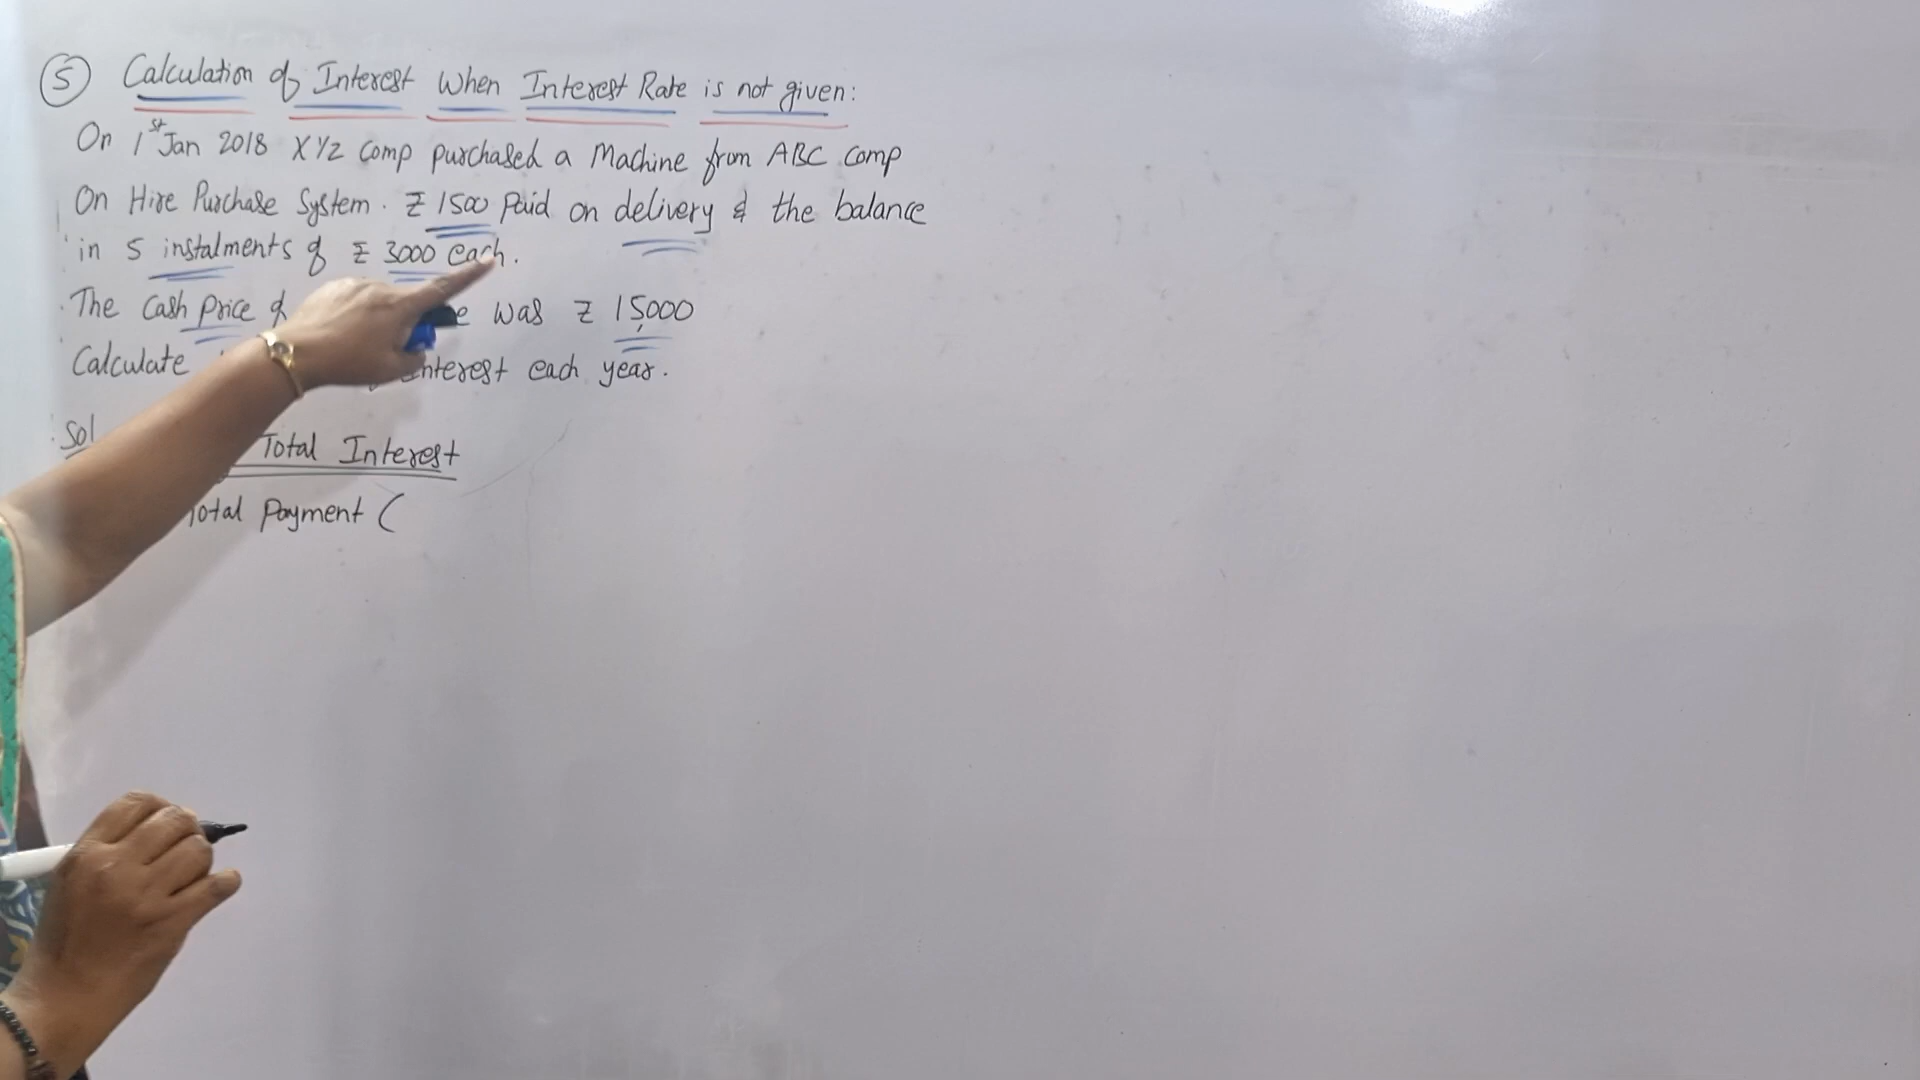 5 Calculation of Interest When Interest Rate is not given:
On 1st Jan 2018 XYZ Comp purchased a Machine from ABC Comp
On Hire Purchase System. ₹ 1500 Paid on delivery & the balance
in 5 instalments of ₹ 3000 each.
The Cash Price of was ₹ 15,000
Calculate interest each year.
Sol
Total Interest
Total Payment (